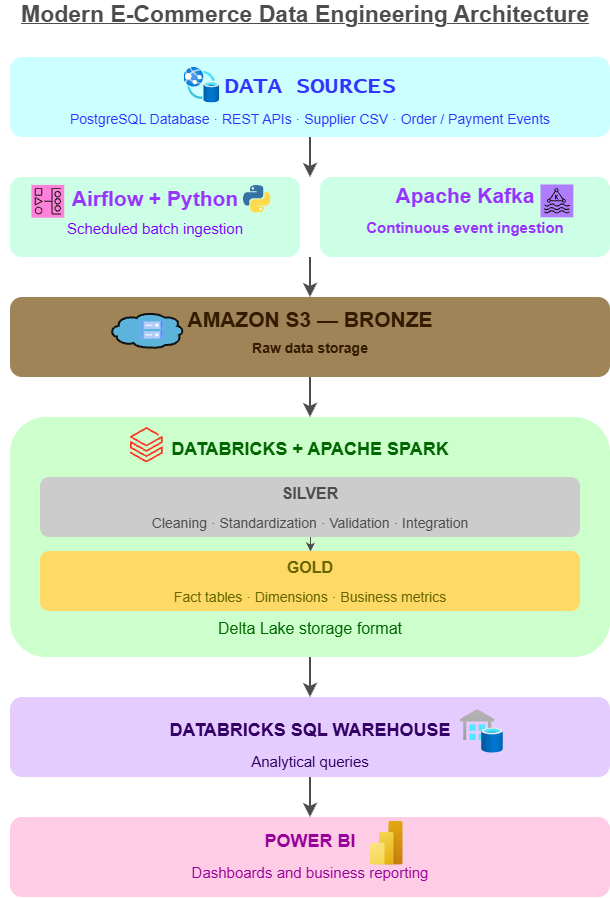 Modern E-Commerce Data Engineering Architecture
DATA SOURCES
PostgreSQL Database · REST APIs · Supplier CSV · Order / Payment Events
Airflow + Python
Scheduled batch ingestion
Apache Kafka
K
Continuous event ingestion
AMAZON S3 — BRONZE
Raw data storage
DATABRICKS + APACHE SPARK
SILVER
Cleaning · Standardization · Validation · Integration
GOLD
Fact tables · Dimensions · Business metrics
Delta Lake storage format
DATABRICKS SQL WAREHOUSE
Analytical queries
POWER BI
Dashboards and business reporting